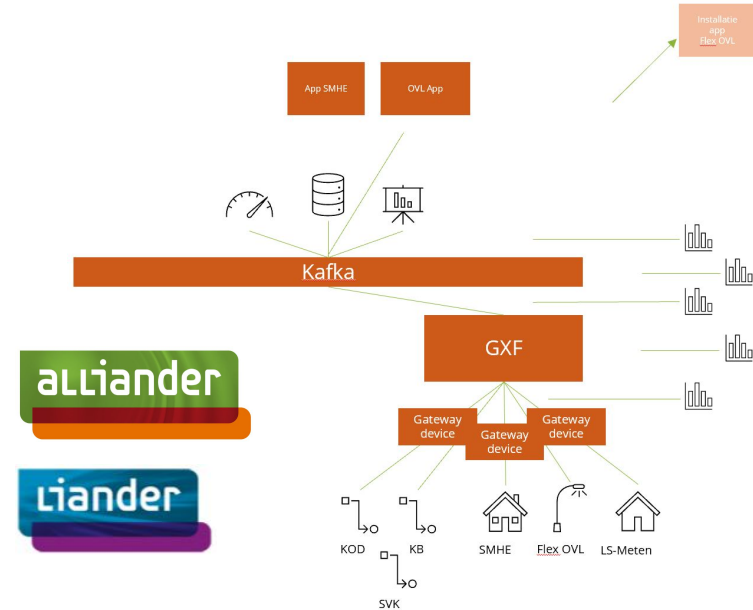 Installatie
app
Flex OVL
App SMHE
OVL App
Kafka
GXF
alliander
Gateway
device
Gateway
device
Gateway
device
Liander
KOD
KB
SMHE
Flex OVL
LS-Meten
SVK